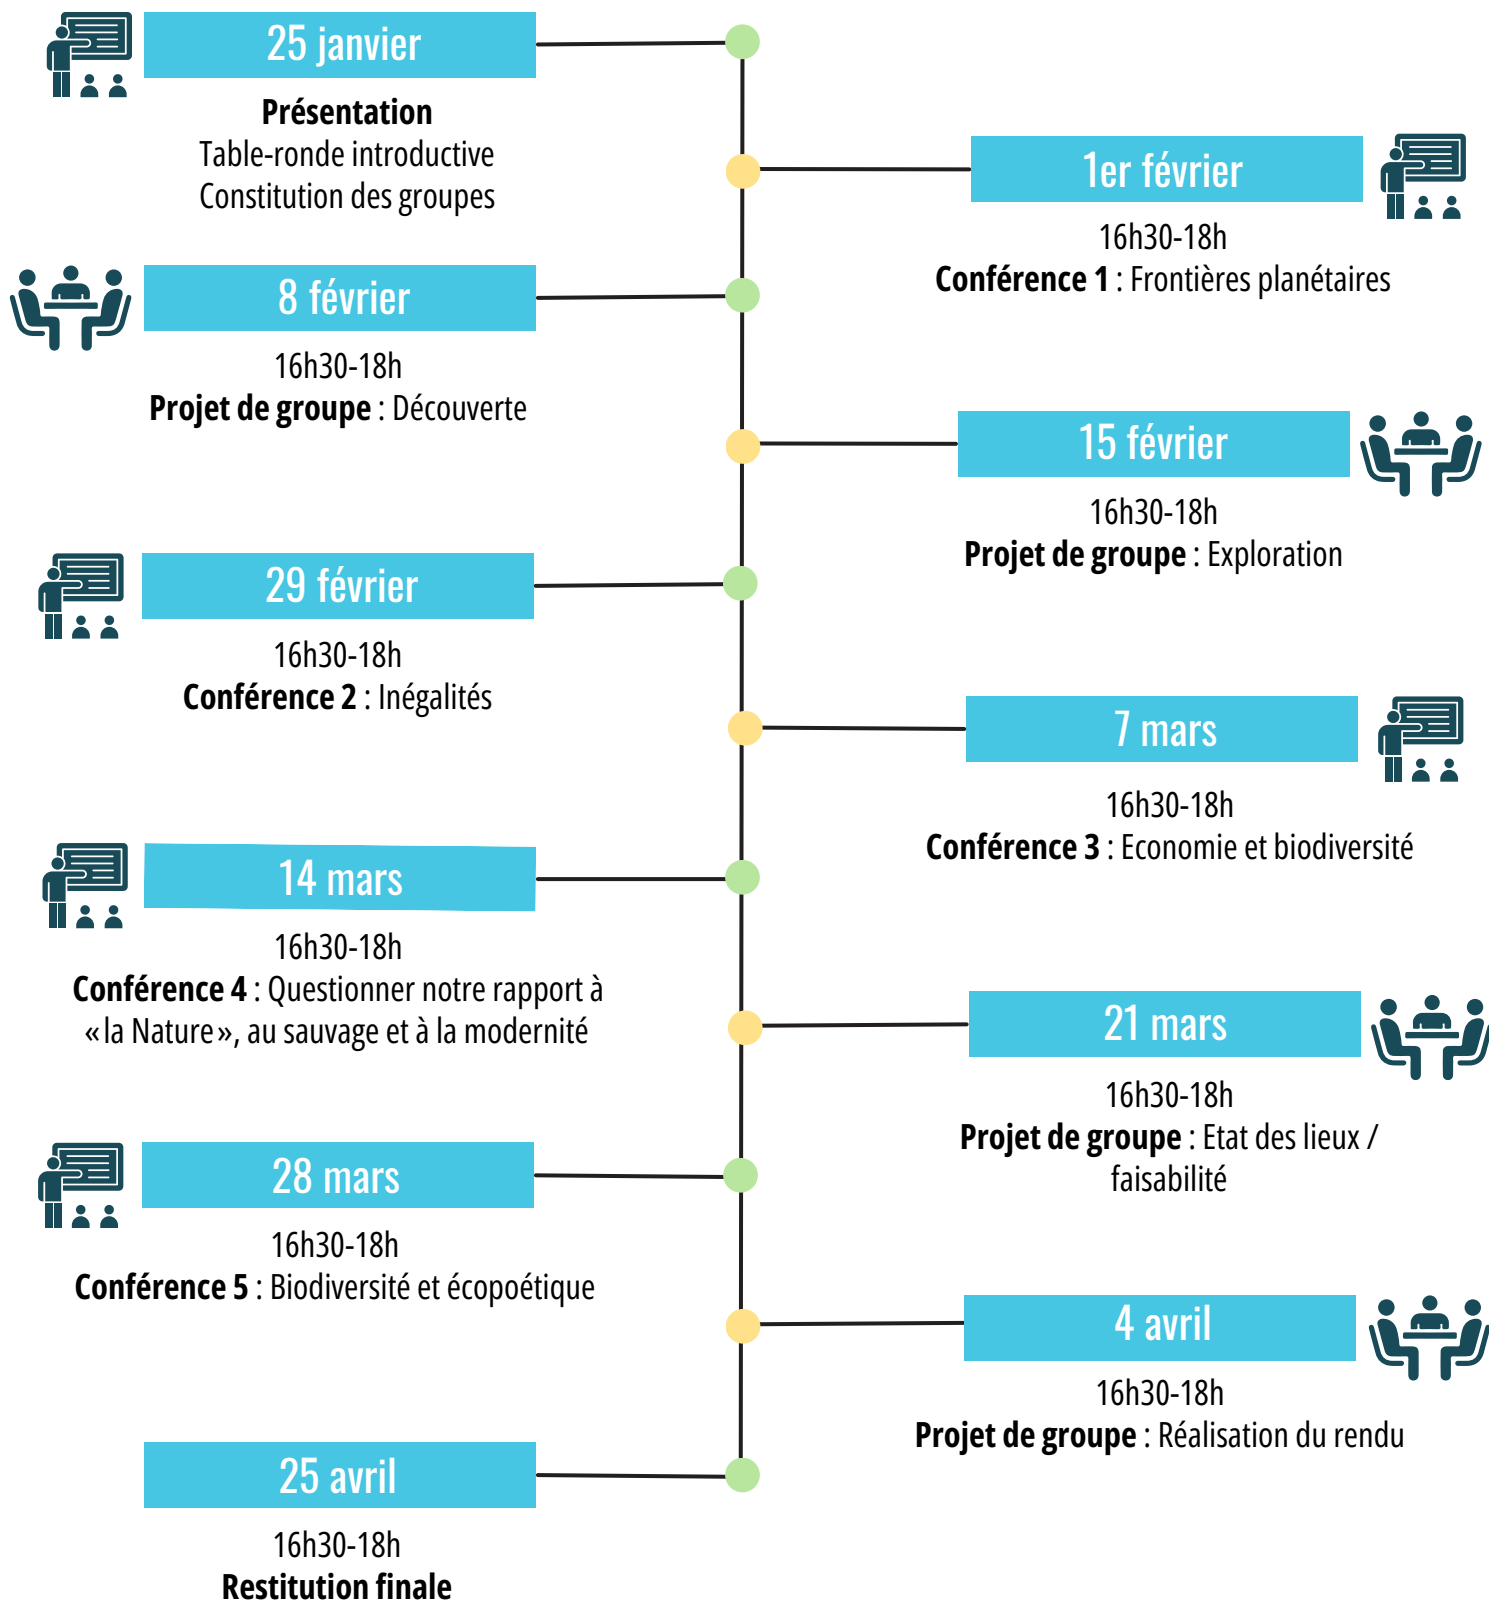 25 janvier
Présentation
Table-ronde introductive
Constitution des groupes
1er février
16h30-18h
Conférence 1 : Frontières planétaires
8 février
16h30-18h
Projet de groupe : Découverte
15 février
16h30-18h
Projet de groupe : Exploration
29 février
16h30-18h
Conférence 2 : Inégalités
7 mars
16h30-18h
Conférence 3 : Economie et biodiversité
14 mars
16h30-18h
Conférence 4 : Questionner notre rapport à
« la Nature », au sauvage et à la modernité
21 mars
16h30-18h
Projet de groupe : Etat des lieux /
faisabilité
28 mars
16h30-18h
Conférence 5 : Biodiversité et écopoétique
4 avril
16h30-18h
Projet de groupe : Réalisation du rendu
25 avril
16h30-18h
Restitution finale